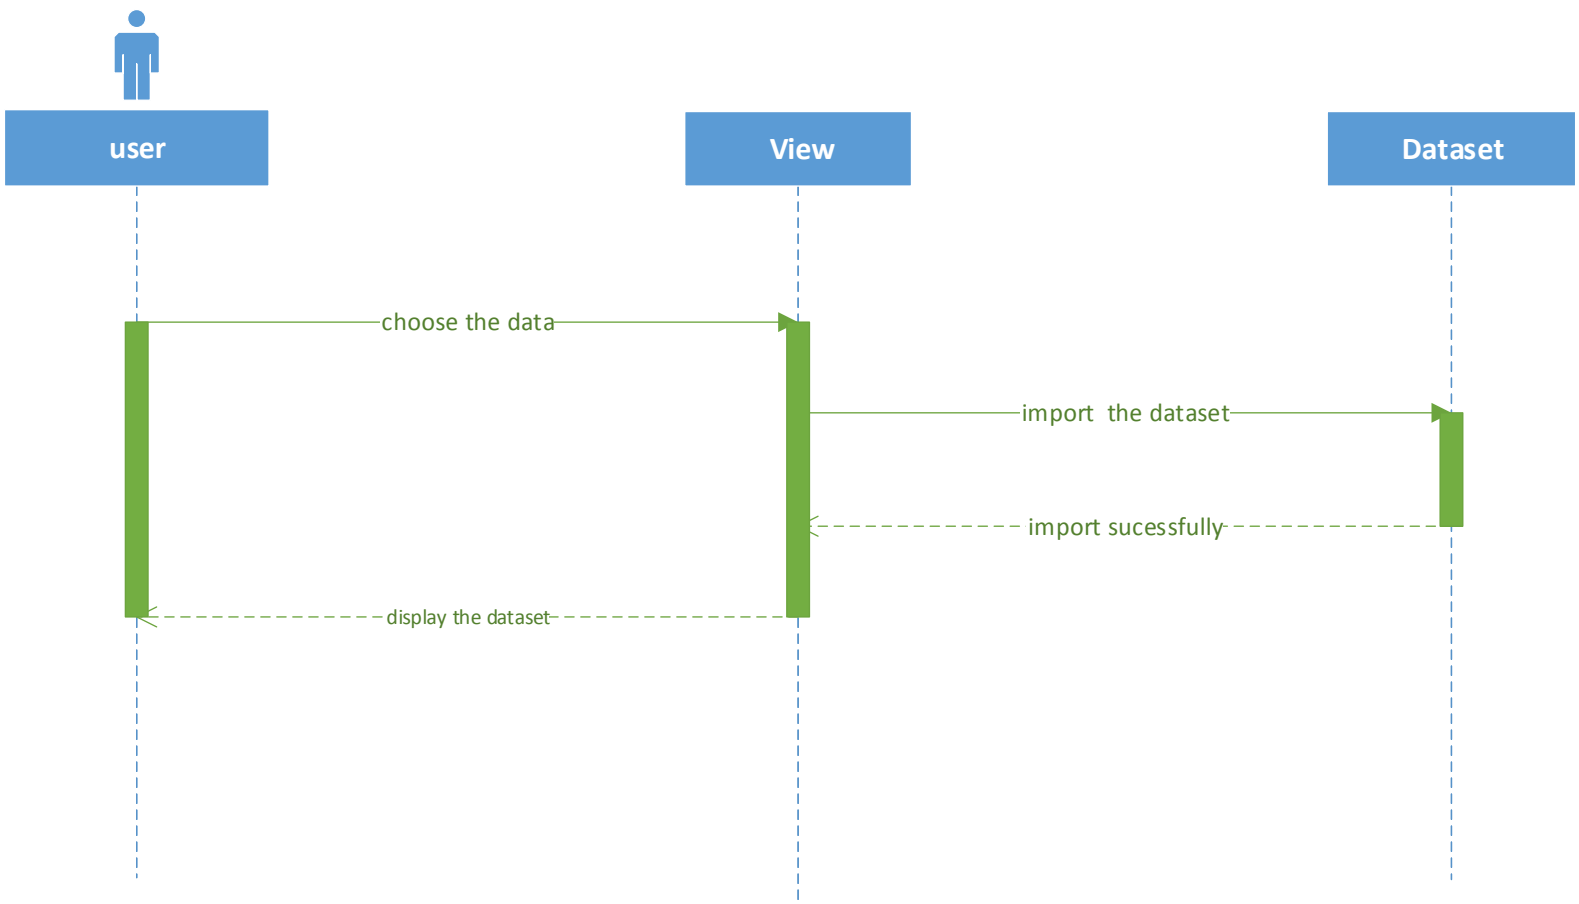 user
View
Dataset
choose the data
import  the dataset
import sucessfully
display the dataset